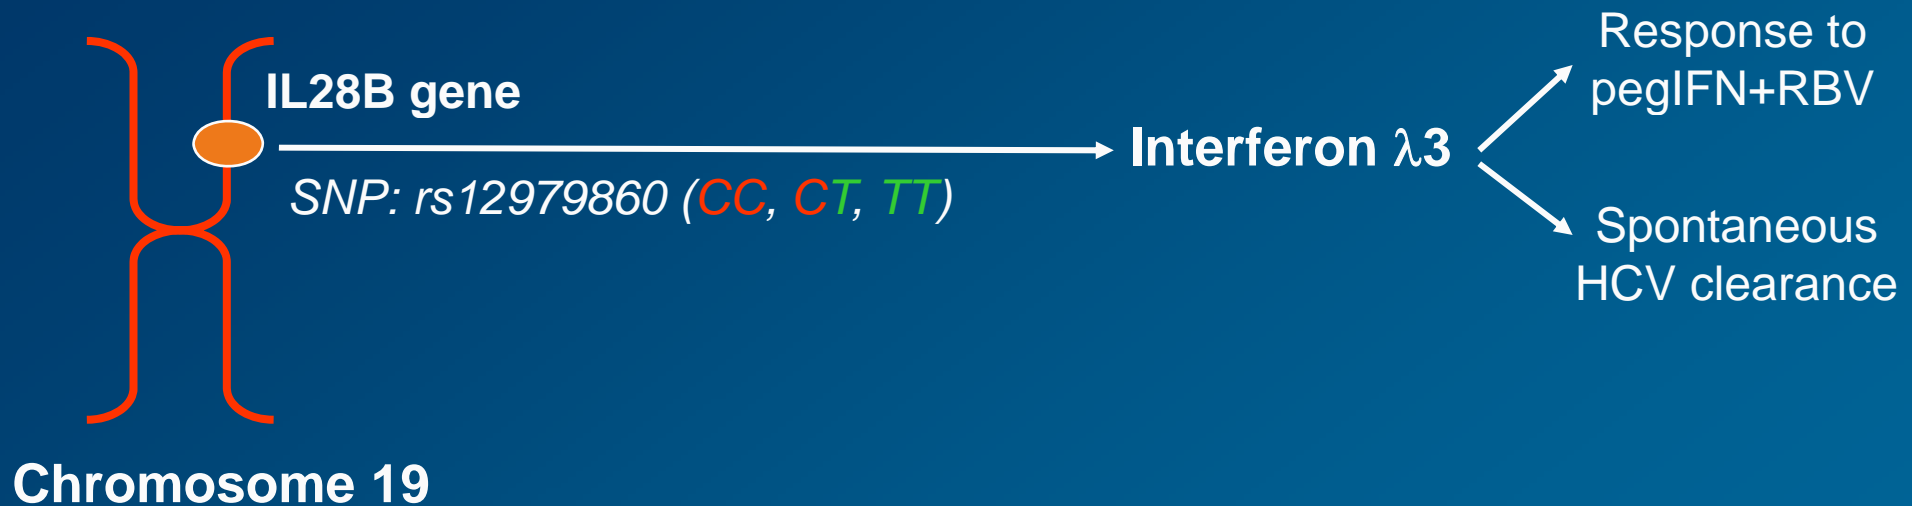 IL28B gene
SNP: rs12979860 (CC, CT, TT)
Chromosome 19
Interferon λ3
Response to
pegIFN+RBV
Spontaneous
HCV clearance